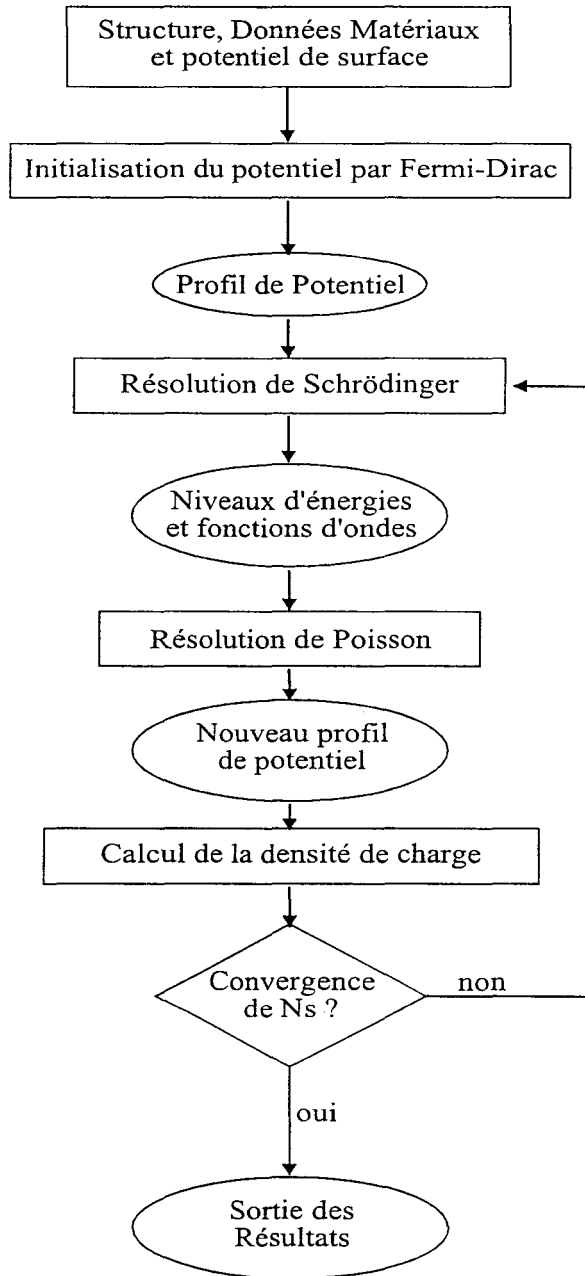 Structure, Données Matériaux
et potentiel de surface
Initialisation du potentiel par Fermi-Dirac
Profil de Potentiel
Résolution de Schrödinger
Niveaux d'énergies
et fonctions d'ondes
Résolution de Poisson
Nouveau profil
de potentiel
Calcul de la densité de charge
Convergence
de Ns ?
non
oui
Sortie des
Résultats